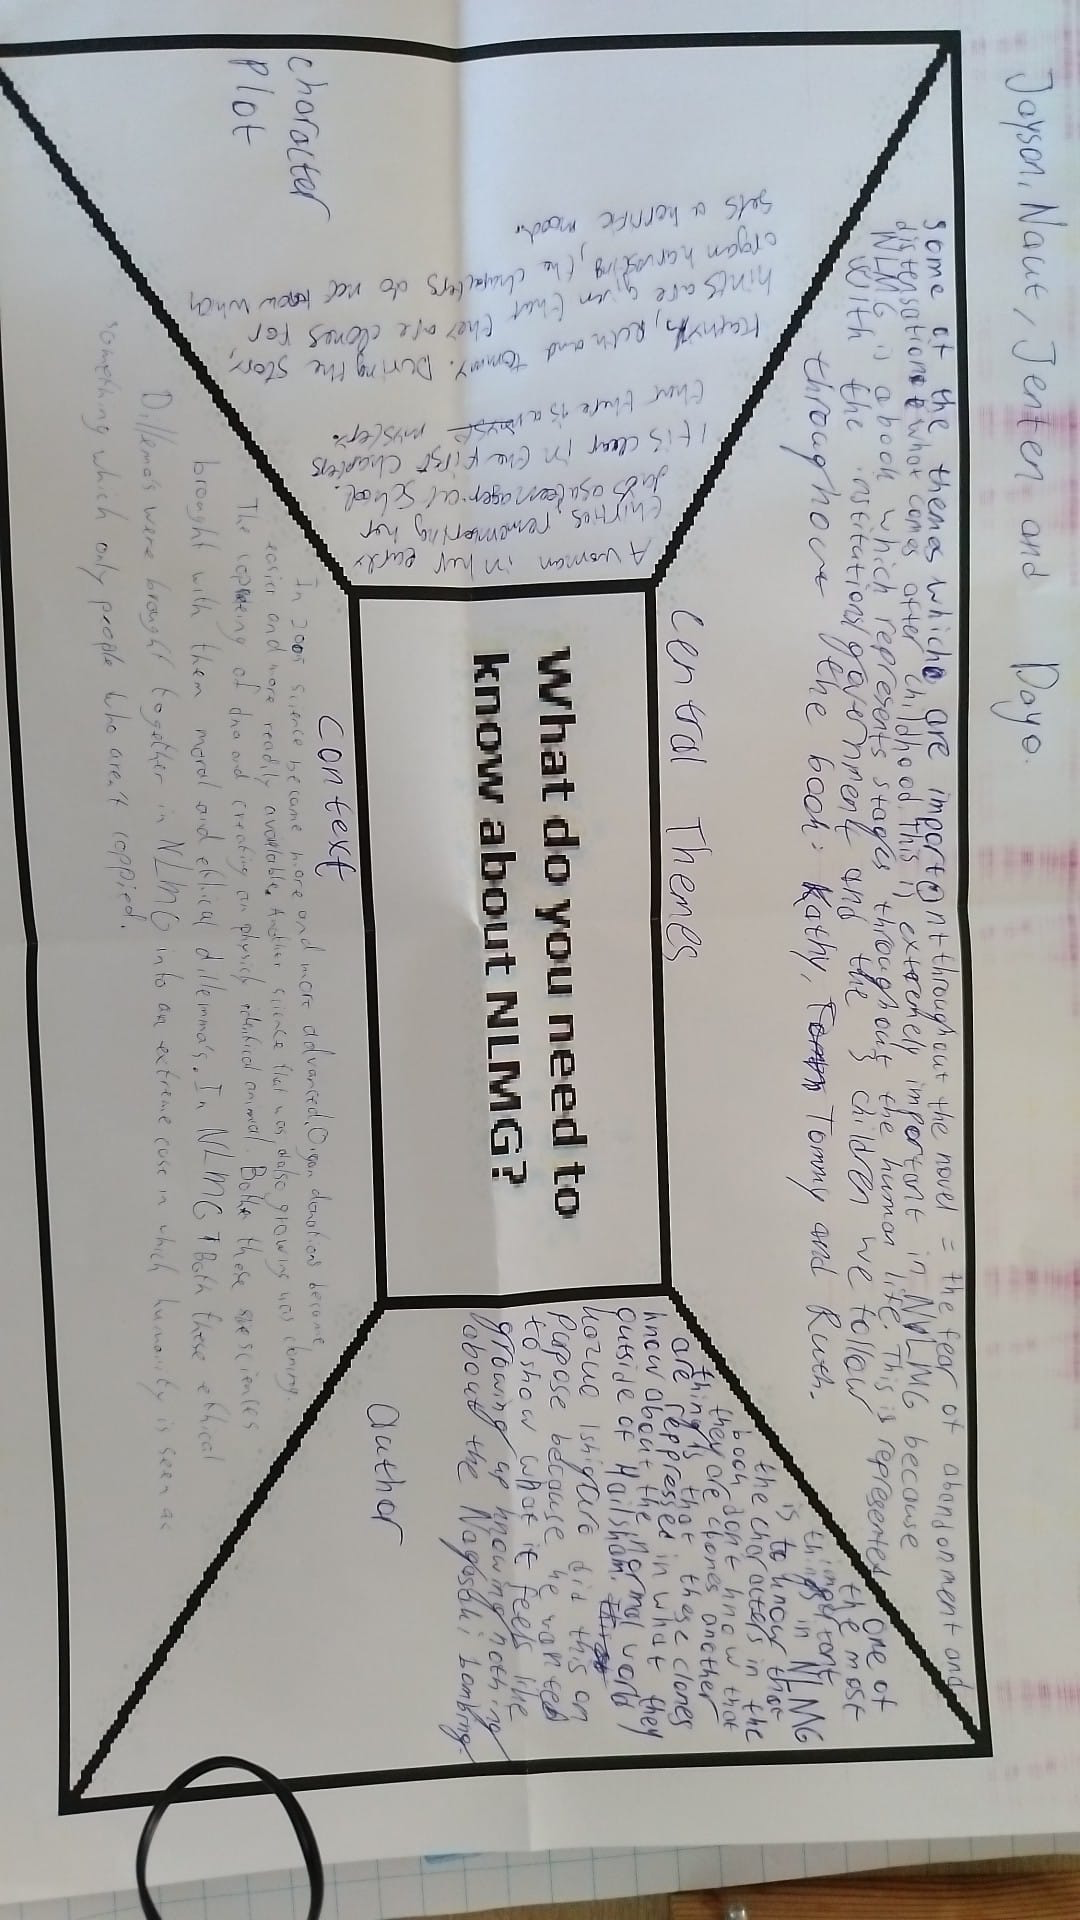 Jayson, Naut, Jenten and Dayo.
some of the themes which are important throughout the novel = the fear of abandonment and
what comes after childhood This is extremely important in NLMG because
NLMG is a book which represents stages throughout the human life. This is represented
with the institutions/government and the children we follow
throughout the book: Kathy, Tommy and Ruth.
Central Themes
What do you need to
know about NLMG?
character
Plot
A woman in her early
thirties remembering her
as a teenager at school.
It is clear in the first chapters
that there is a mystery.
Kathy, Ruth and Tommy. During the story,
hints are given that they are clones for
organ harvesting, the characters do not know which
sets a horrific mood.
One of
the most
important
things in NLMG
is to know that
the characters in the
book don't know that
they are clones another
thing is that these clones
are repressed in what they
know about the normal world
outside of Hailsham.
Kazuo Ishiguro did this on
purpose because he wanted
to show what it feels like
growing up knowing nothing
about the Nagasaki bombing.
author
context
In 2005 science became more and more advanced. Organ donations became
easier and more readily available. Another science that was also growing was cloning.
The copieing of dna and creating an physicly identical animal. Both these sciences
brought with them moral and ethical dillemma's. In NLMG Both these ethical
Dillema's were brought together in NLMG into an extreme case in which humanity is seen as
something which only people who aren't coppied.